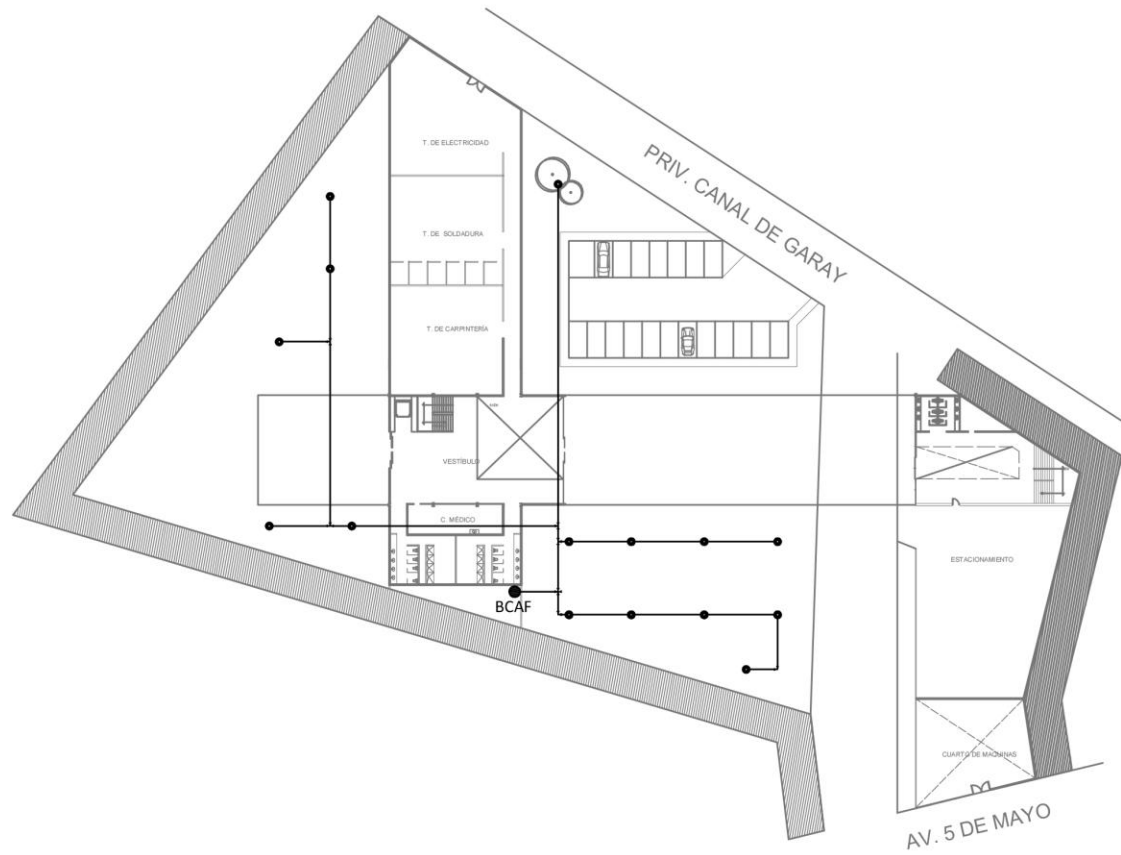 T. DE ELECTRICIDAD
PRIV. CANAL DE GARAY
T. DE SOLDADURA
T. DE CARPINTERÍA
VESTÍBULO
C. MÉDICO
BCAF
ESTACIONAMIENTO
CUARTO DE MAQUINAS
AV. 5 DE MAYO